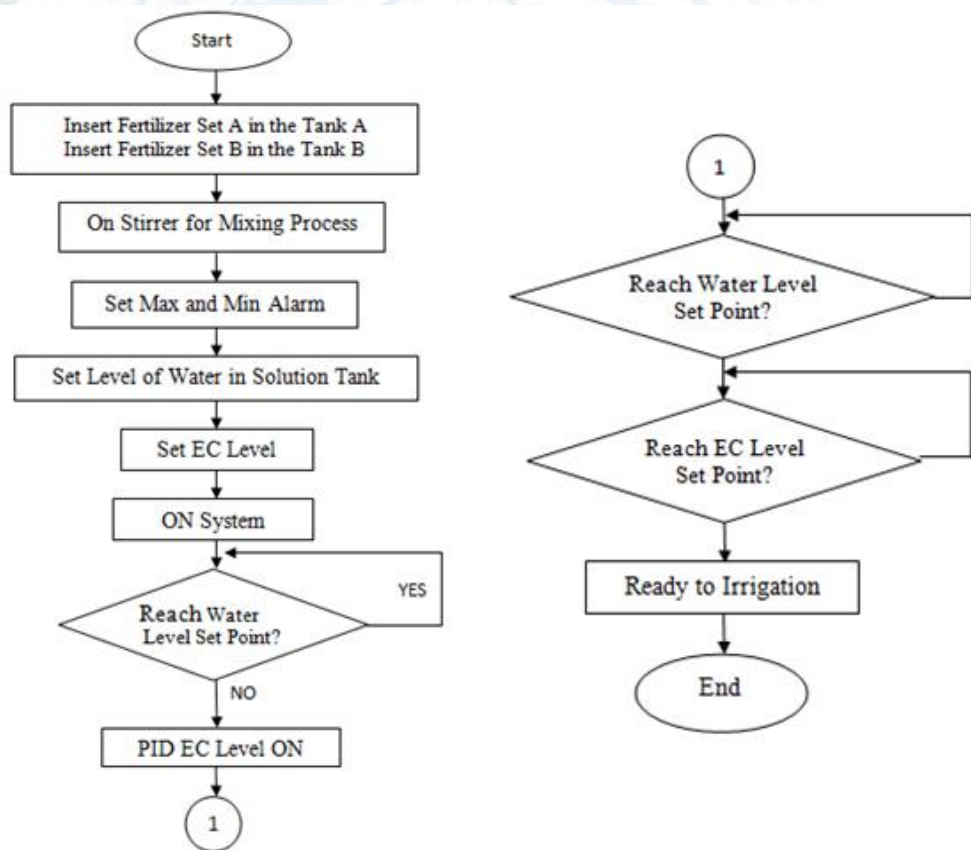 Start
Insert Fertilizer Set A in the Tank A
Insert Fertilizer Set B in the Tank B
On Stirrer for Mixing Process
Set Max and Min Alarm
Set Level of Water in Solution Tank
Set EC Level
ON System
Reach Water
Level Set Point?
YES
NO
PID EC Level ON
1
1
Reach Water Level
Set Point?
Reach EC Level
Set Point?
Ready to Irrigation
End